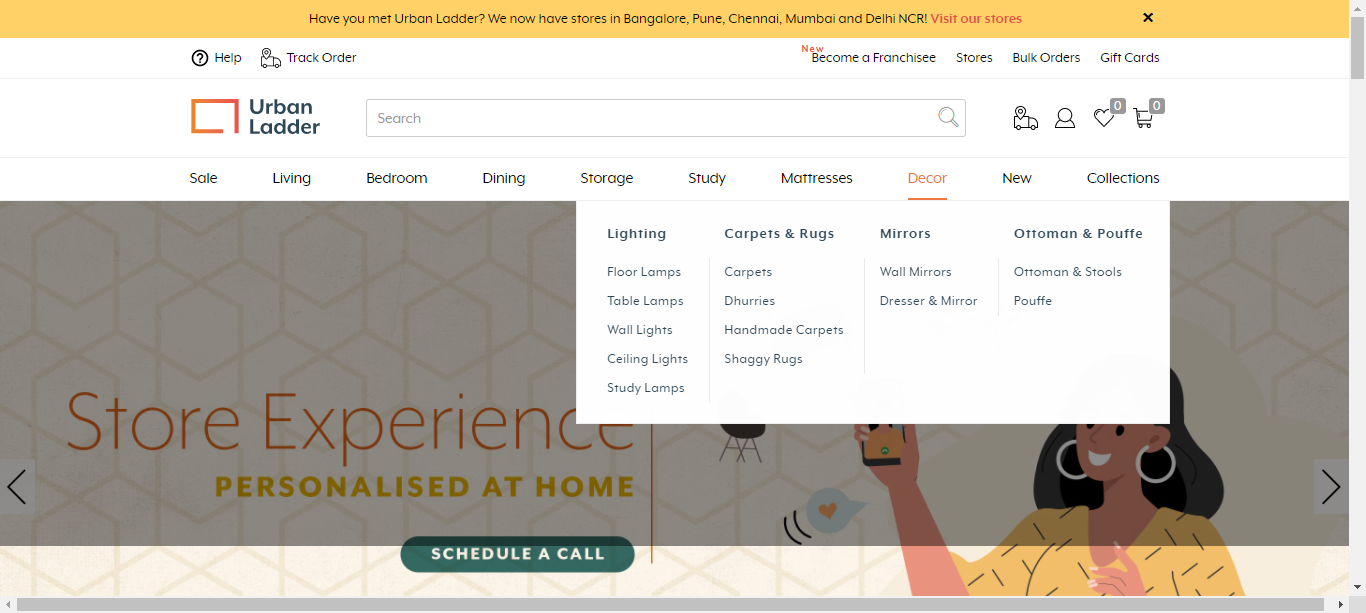 Have you met Urban Ladder? We now have stores in Bangalore, Pune, Chennai, Mumbai and Delhi NCR! Visit our stores
Help Track Order New Become a Franchisee Stores Bulk Orders Gift Cards
Urban
Ladder
Search
0 0
Sale Living Bedroom Dining Storage Study Mattresses Decor New Collections
Lighting
Floor Lamps
Table Lamps
Wall Lights
Ceiling Lights
Study Lamps
Carpets & Rugs
Carpets
Dhurries
Handmade Carpets
Shaggy Rugs
Mirrors
Wall Mirrors
Dresser & Mirror
Ottoman & Pouffe
Ottoman & Stools
Pouffe
Store Experience
PERSONALISED AT HOME
SCHEDULE A CALL